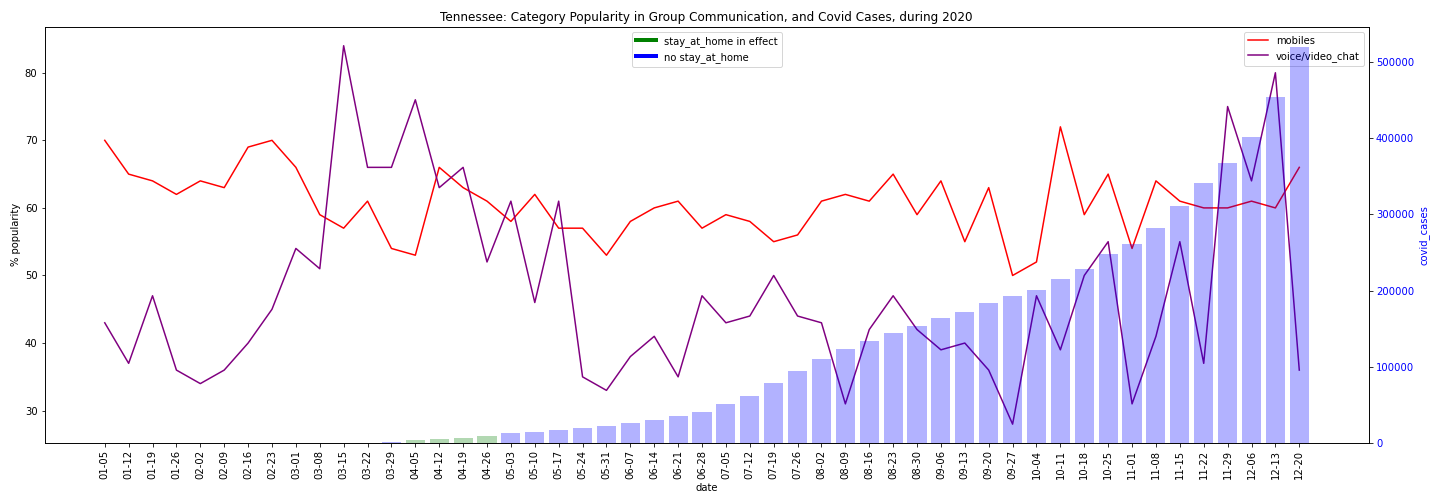 Tennessee: Category Popularity in Group Communication, and Covid Cases, during 2020
stay_at_home in effect
no stay_at_home
mobiles
voice/video_chat
% popularity
80
70
60
50
40
30
covid_cases
500000
400000
300000
200000
100000
0
01-05 01-12 01-19 01-26 02-02 02-09 02-16 02-23 03-01 03-08 03-15 03-22 03-29 04-05 04-12 04-19 04-26 05-03 05-10 05-17 05-24 05-31 06-07 06-14 06-21 06-28 07-05 07-12 07-19 07-26 08-02 08-09 08-16 08-23 08-30 09-06 09-13 09-20 09-27 10-04 10-11 10-18 10-25 11-01 11-08 11-15 11-22 11-29 12-06 12-13 12-20
date